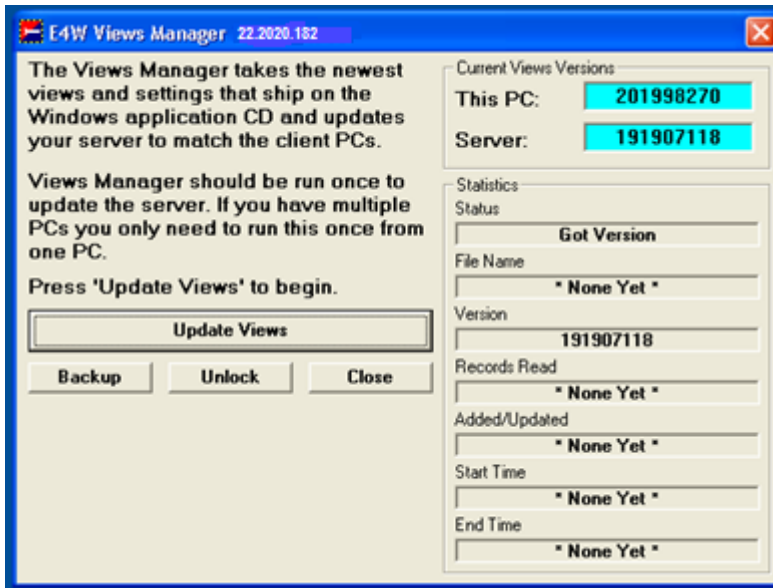 E4W Views Manager 22.2020.182
The Views Manager takes the newest
views and settings that ship on the
Windows application CD and updates
your server to match the client PCs.
Views Manager should be run once to
update the server. If you have multiple
PCs you only need to run this once from
one PC.
Press 'Update Views' to begin.
Update Views
Backup Unlock Close
Current Views Versions
This PC: 201998270
Server: 191907118
Statistics
Status
Got Version
File Name
* None Yet *
Version
191907118
Records Read
* None Yet *
Added/Updated
* None Yet *
Start Time
* None Yet *
End Time
* None Yet *